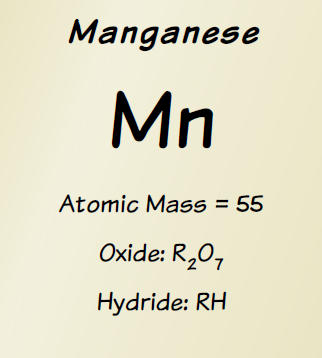 Manganese
Mn
Atomic Mass = 55
Oxide: R₂O₇
Hydride: RH